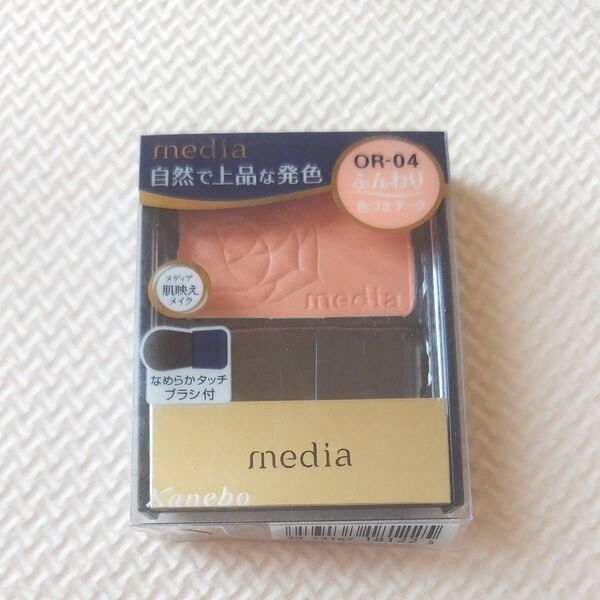 media
自然で上品な発色
OR-04
ふんわり
色づきチーク
media
メディア
肌映え
メイク
なめらかタッチ
ブラシ付
media
Kanebo